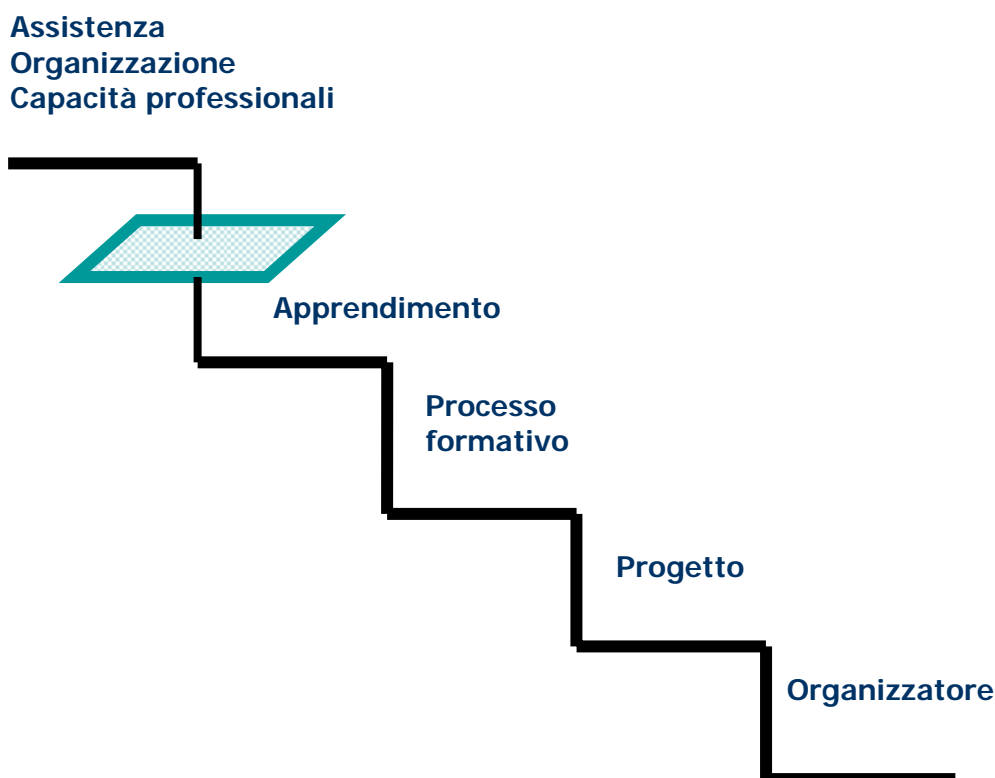 Assistenza
Organizzazione
Capacità professionali
Apprendimento
Processo
formativo
Progetto
Organizzatore